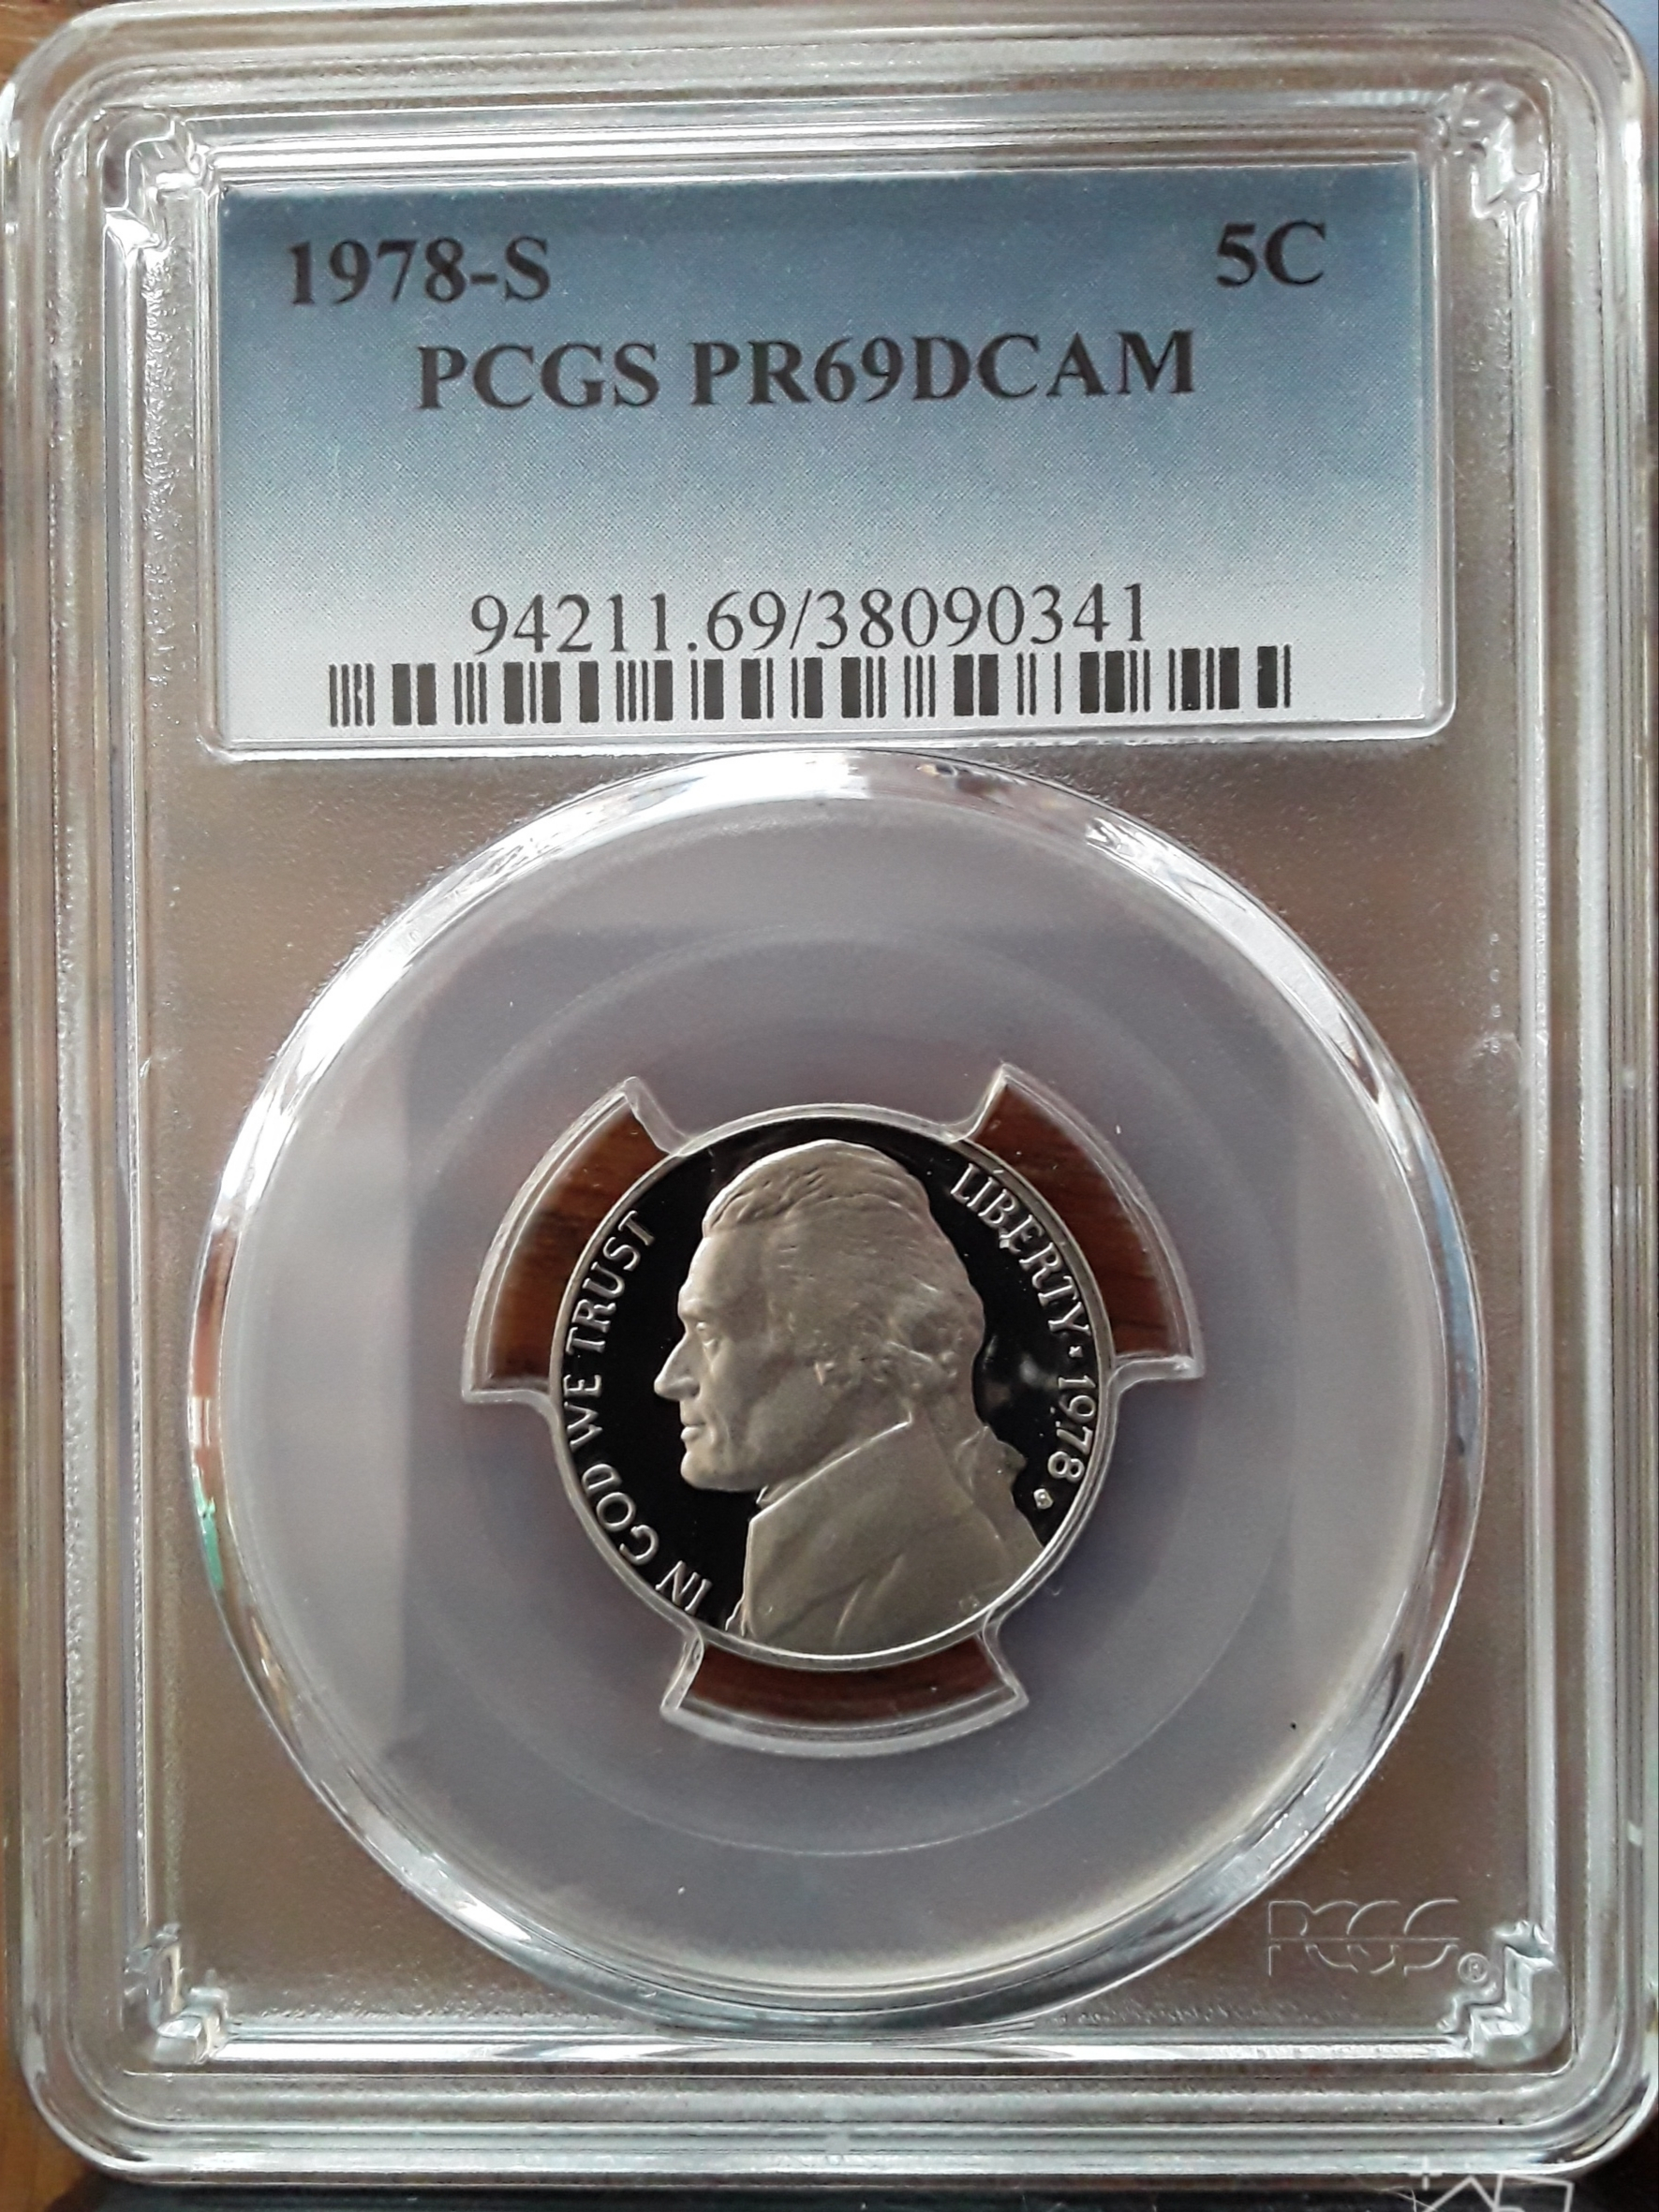 1978-S 5C
PCGS PR69DCAM
94211.69/38090341
IN GOD WE TRUST
LIBERTY ★ 1978 S
PCGS®